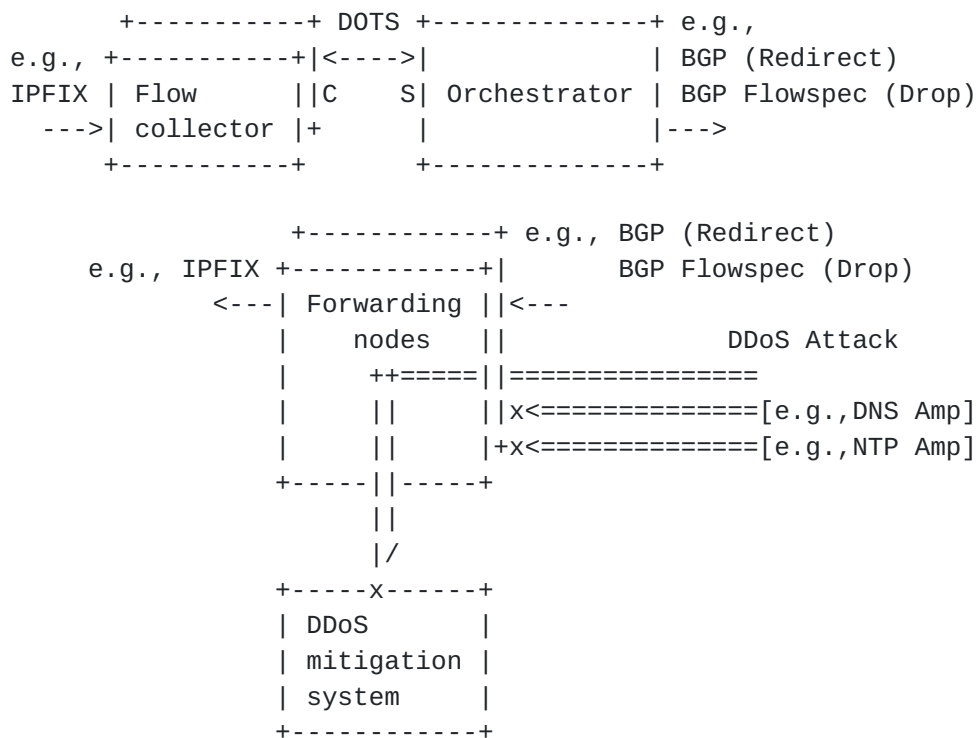 +-----------+ DOTS +--------------+ e.g.,
e.g., +-----------+|<---->|              | BGP (Redirect)
IPFIX | Flow      ||C    S| Orchestrator | BGP Flowspec (Drop)
--->| collector |+      |              |--->
+-----------+       +--------------+
+------------+ e.g., BGP (Redirect)
e.g., IPFIX +------------+|       BGP Flowspec (Drop)
<---| Forwarding ||<---
|    nodes   ||              DDoS Attack
|     ++=====||================
|     ||     ||x<==============[e.g.,DNS Amp]
|     ||     |+x<==============[e.g.,NTP Amp]
+-----||-----+
||
|/
+-----x------+
| DDoS       |
| mitigation |
| system     |
+------------+